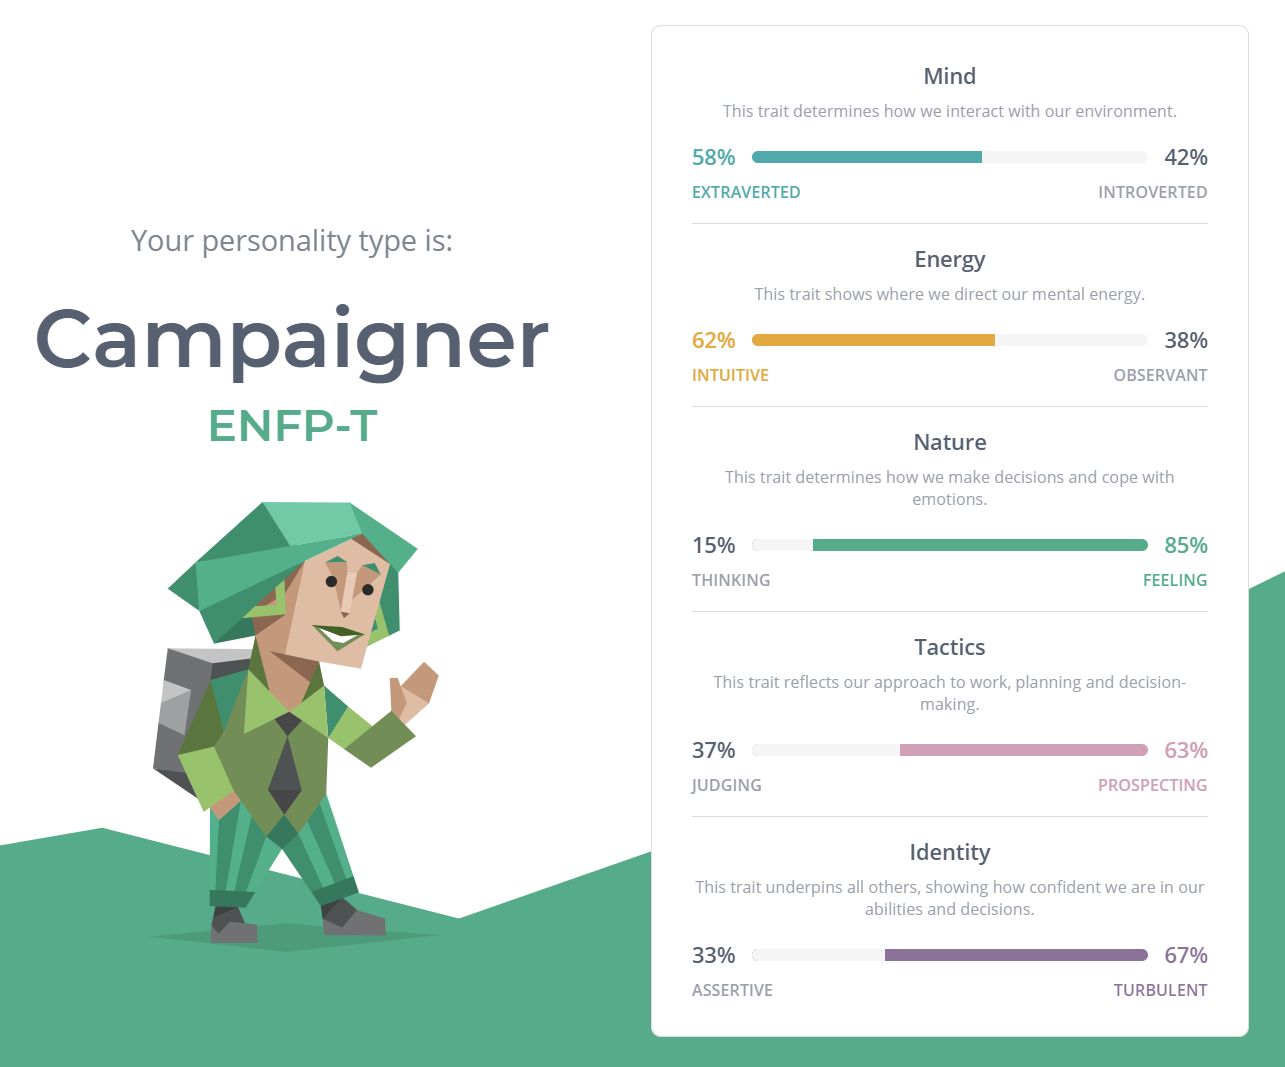 Your personality type is:
Campaigner
ENFP-T
Mind
This trait determines how we interact with our environment.
58% 42%
EXTRAVERTED INTROVERTED
Energy
This trait shows where we direct our mental energy.
62% 38%
INTUITIVE OBSERVANT
Nature
This trait determines how we make decisions and cope with
emotions.
15% 85%
THINKING FEELING
Tactics
This trait reflects our approach to work, planning and decision-
making.
37% 63%
JUDGING PROSPECTING
Identity
This trait underpins all others, showing how confident we are in our
abilities and decisions.
33% 67%
ASSERTIVE TURBULENT